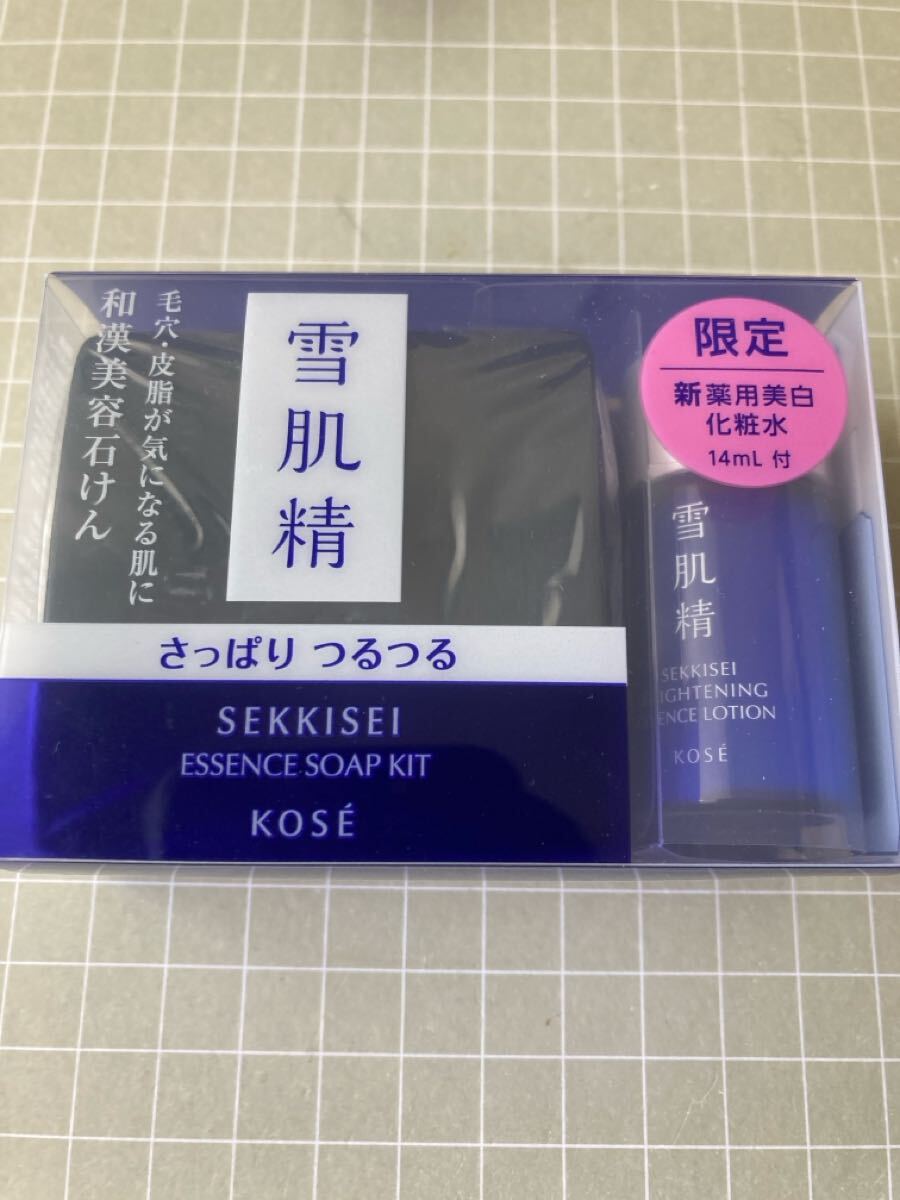 毛穴・皮脂が気になる肌に
和漢美容石けん
雪肌精
さっぱり つるつる
SEKKISEI
ESSENCE SOAP KIT
KOSÉ
限定
新薬用美白
化粧水
14mL 付
雪肌精
SEKKISEI
LOTION
KOSÉ